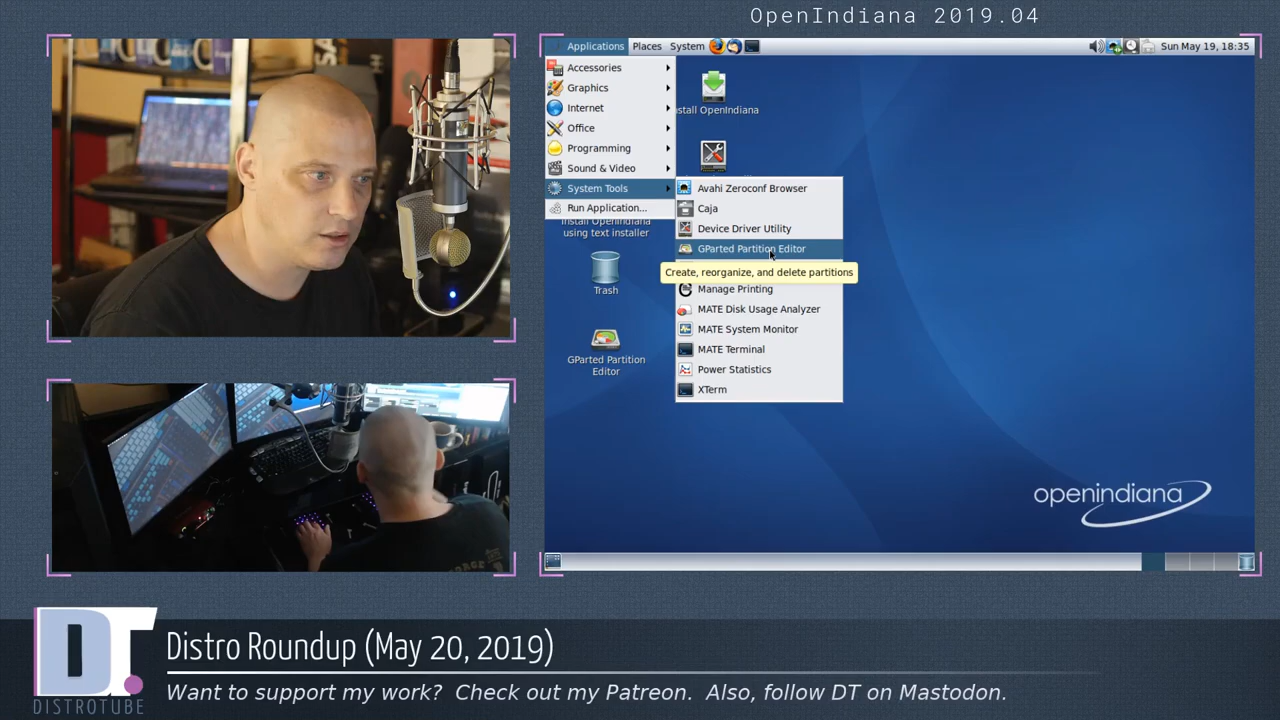 OpenIndiana 2019.04
Applications Places System
Sun May 19, 18:35
Accessories
Graphics
Internet
Office
Programming
Sound & Video
System Tools
Run Application...
stall OpenIndiana
Install OpenIndiana
using text installer
Trash
GParted Partition
Editor
Avahi Zeroconf Browser
Caja
Device Driver Utility
GParted Partition Editor
Create, reorganize, and delete partitions
Manage Printing
MATE Disk Usage Analyzer
MATE System Monitor
MATE Terminal
Power Statistics
XTerm
openindiana
DT.
DISTROTUBE
Distro Roundup (May 20, 2019)
Want to support my work? Check out my Patreon. Also, follow DT on Mastodon.